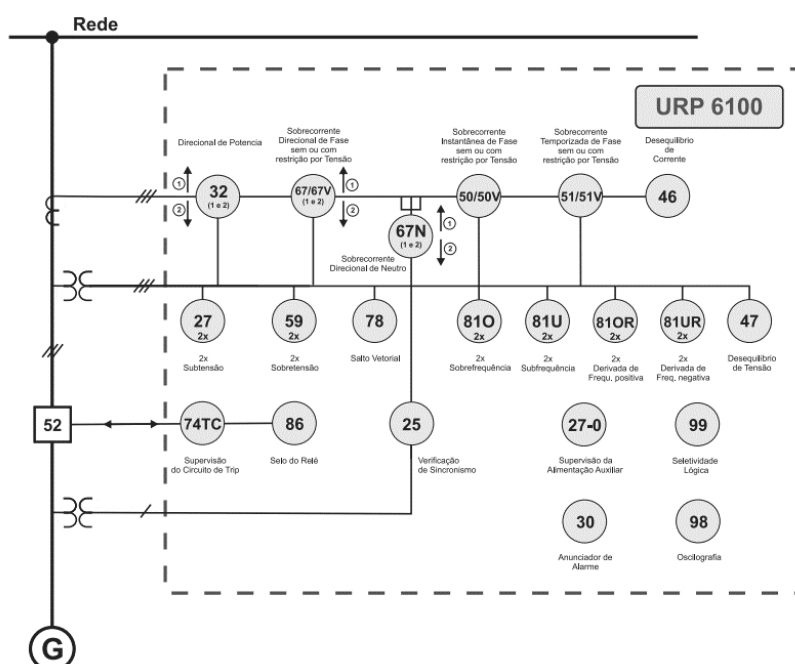 Rede
URP 6100
Direcional de Potencia
Sobrecorrente
Direcional de Fase
sem ou com
restrição por Tensão
Sobrecorrente
Instantânea de Fase
sem ou com
restrição por Tensão
Sobrecorrente
Temporizada de Fase
sem ou com
restrição por Tensão
Desequilibrio
de
Corrente
1
2
32
(1 e 2)
67/67V
(1 e 2)
1
2
50/50V
51/51V
46
67N
(1 e 2)
1
2
Sobrecorrente
Direcional de Neutro
27
2x
59
2x
78
81O
2x
81U
2x
81OR
2x
81UR
2x
47
2x
Subtensão
2x
Sobretensão
Salto Vetorial
2x
Sobrefrequência
2x
Subfrequência
2x
Derivada de
Frequ. positiva
2x
Derivada de
Freq. negativa
Desequilibrio
de Tensão
52
74TC
86
25
27-0
99
Supervisão
do Circuito de Trip
Selo do Relé
Verificação
de Sincronismo
Supervisão da
Alimentação Auxiliar
Seletividade
Lógica
30
98
Anunciador de
Alarme
Oscilografia
G